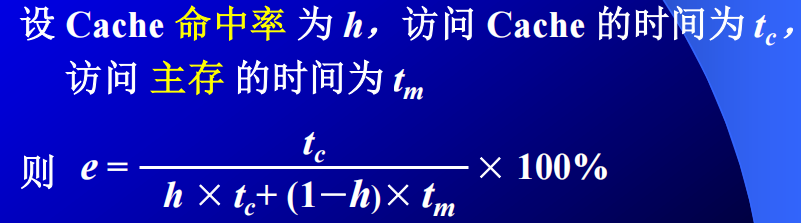 设 Cache 命中率 为 h，访问 Cache 的时间为 tc，
访问 主存 的时间为 tm
则 e = tc / (h × tc + (1－h) × tm) × 100%